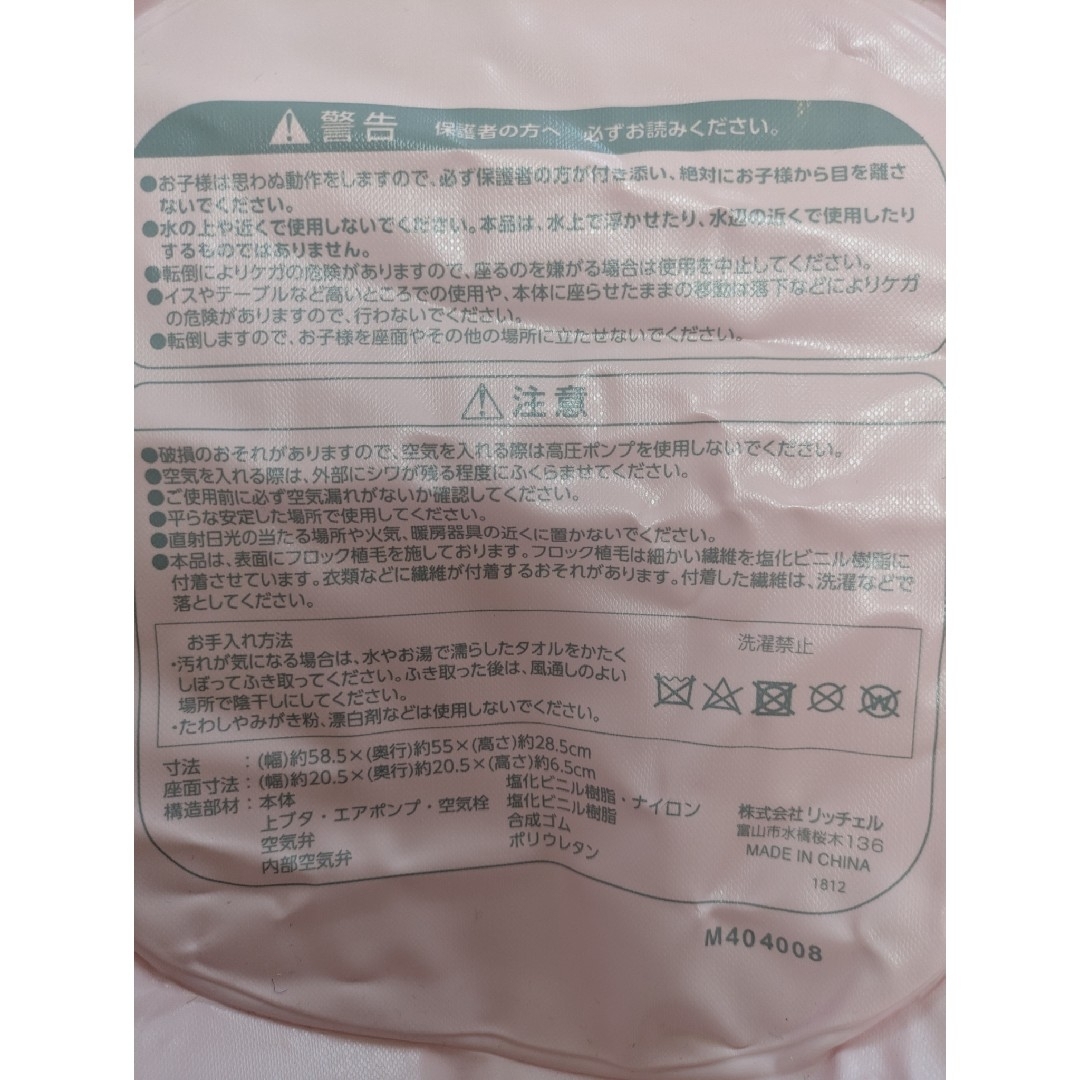 警告 保護者の方へ 必ずお読みください。
●お子様は思わぬ動作をしますので、必ず保護者の方が付き添い、絶対にお子様から目を離さ
ないでください。
●水の上や近くで使用しないでください。本品は、水上で浮かせたり、水辺の近くで使用したり
するものではありません。
●転倒によりケガの危険がありますので、座るのを嫌がる場合は使用を中止してください。
●イスやテーブルなど高いところでの使用や、本体に座らせたままの移動は落下などによりケガ
の危険がありますので、行わないでください。
●転倒しますので、お子様を座面やその他の場所に立たせないでください。
注意
●破損のおそれがありますので、空気を入れる際は高圧ポンプを使用しないでください。
●空気を入れる際は、外部にシワが残る程度にふくらませてください。
●ご使用前に必ず空気漏れがないか確認してください。
●平らな安定した場所で使用してください。
●直射日光の当たる場所や火気、暖房器具の近くに置かないでください。
●本品は、表面にフロック植毛を施しております。フロック植毛は細かい繊維を塩化ビニル樹脂に
付着させています。衣類などに繊維が付着するおそれがあります。付着した繊維は、洗濯などで
落としてください。
お手入れ方法
・汚れが気になる場合は、水やお湯で濡らしたタオルをかたく
しぼってふき取ってください。ふき取った後は、風通しのよい
場所で陰干しにしてください。
・たわしやみがき粉、漂白剤などは使用しないでください。
洗濯禁止
寸法 :(幅)約58.5×(奥行)約55×(高さ)約28.5cm
座面寸法:(幅)約20.5×(奥行)約20.5×(高さ)約6.5cm
構造部材:本体 塩化ビニル樹脂・ナイロン
上ブタ・エアポンプ・空気栓 塩化ビニル樹脂
空気弁 合成ゴム
内部空気弁 ポリウレタン
株式会社 リッチェル
富山市水橋桜木136
MADE IN CHINA
1812
M404008